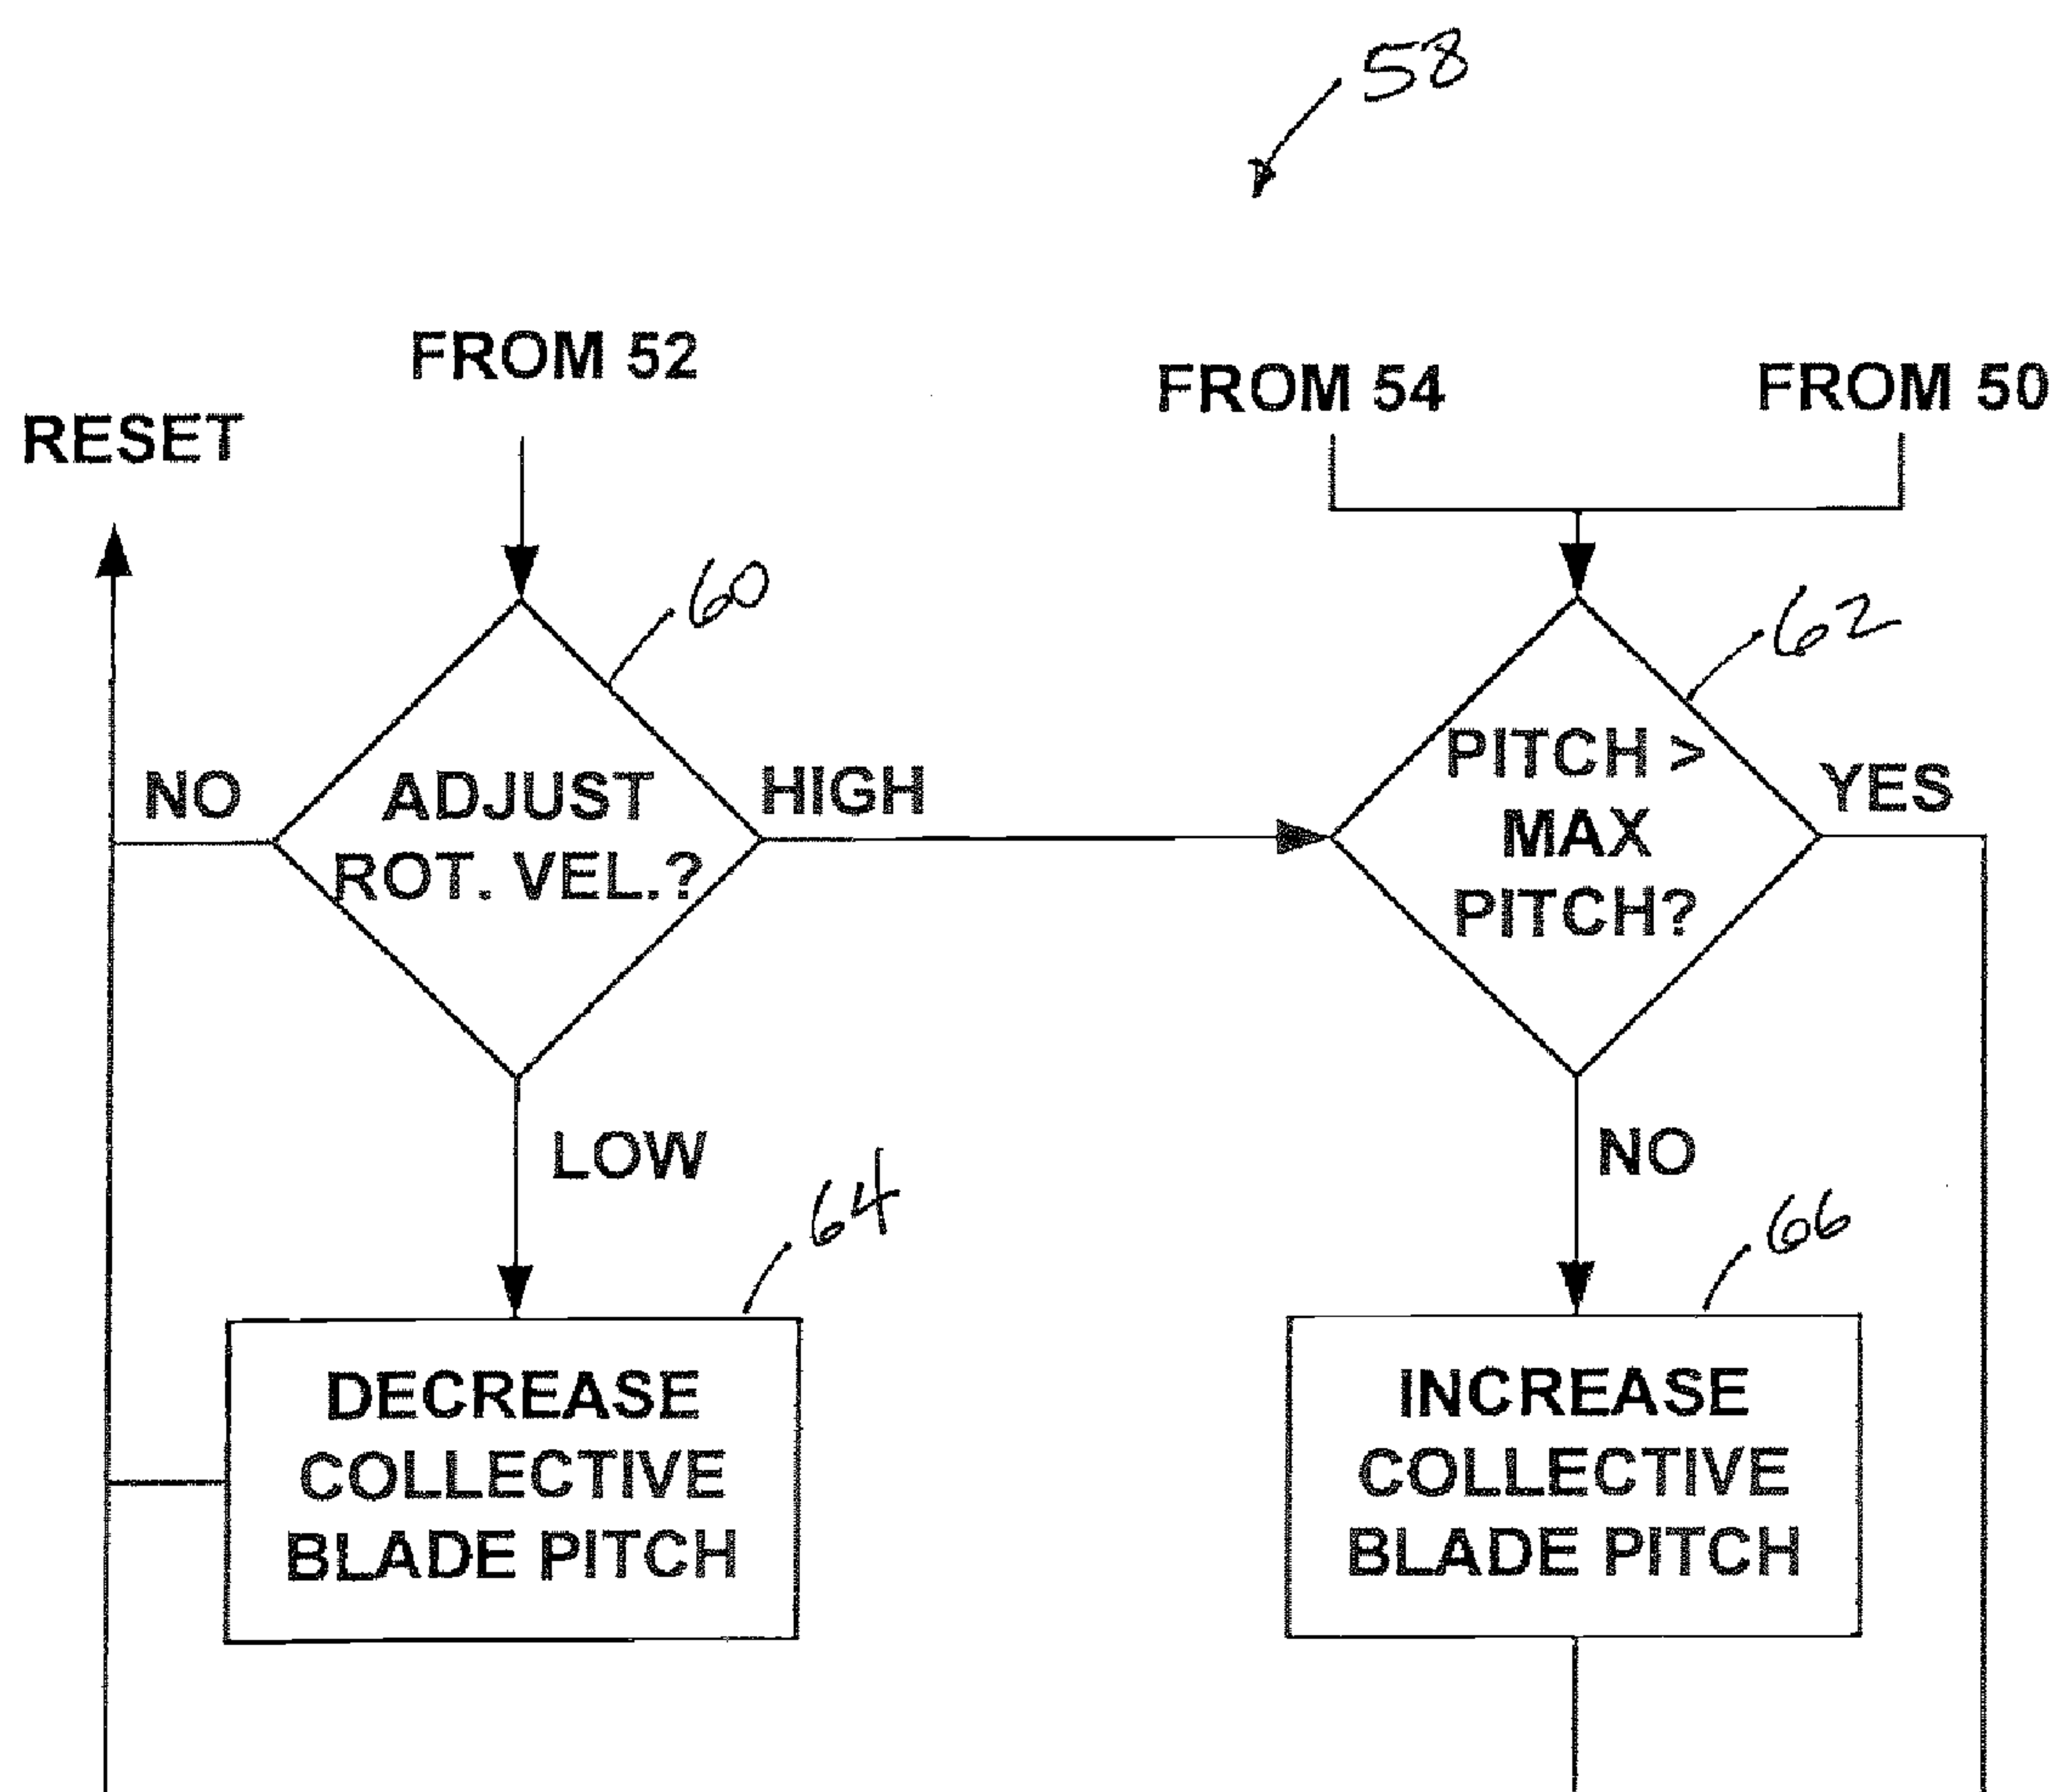 58
FROM 52
FROM 54
FROM 50
RESET
60
62
NO
ADJUST
ROT. VEL.?
HIGH
PITCH >
MAX
PITCH?
YES
LOW
NO
64
66
DECREASE
COLLECTIVE
BLADE PITCH
INCREASE
COLLECTIVE
BLADE PITCH